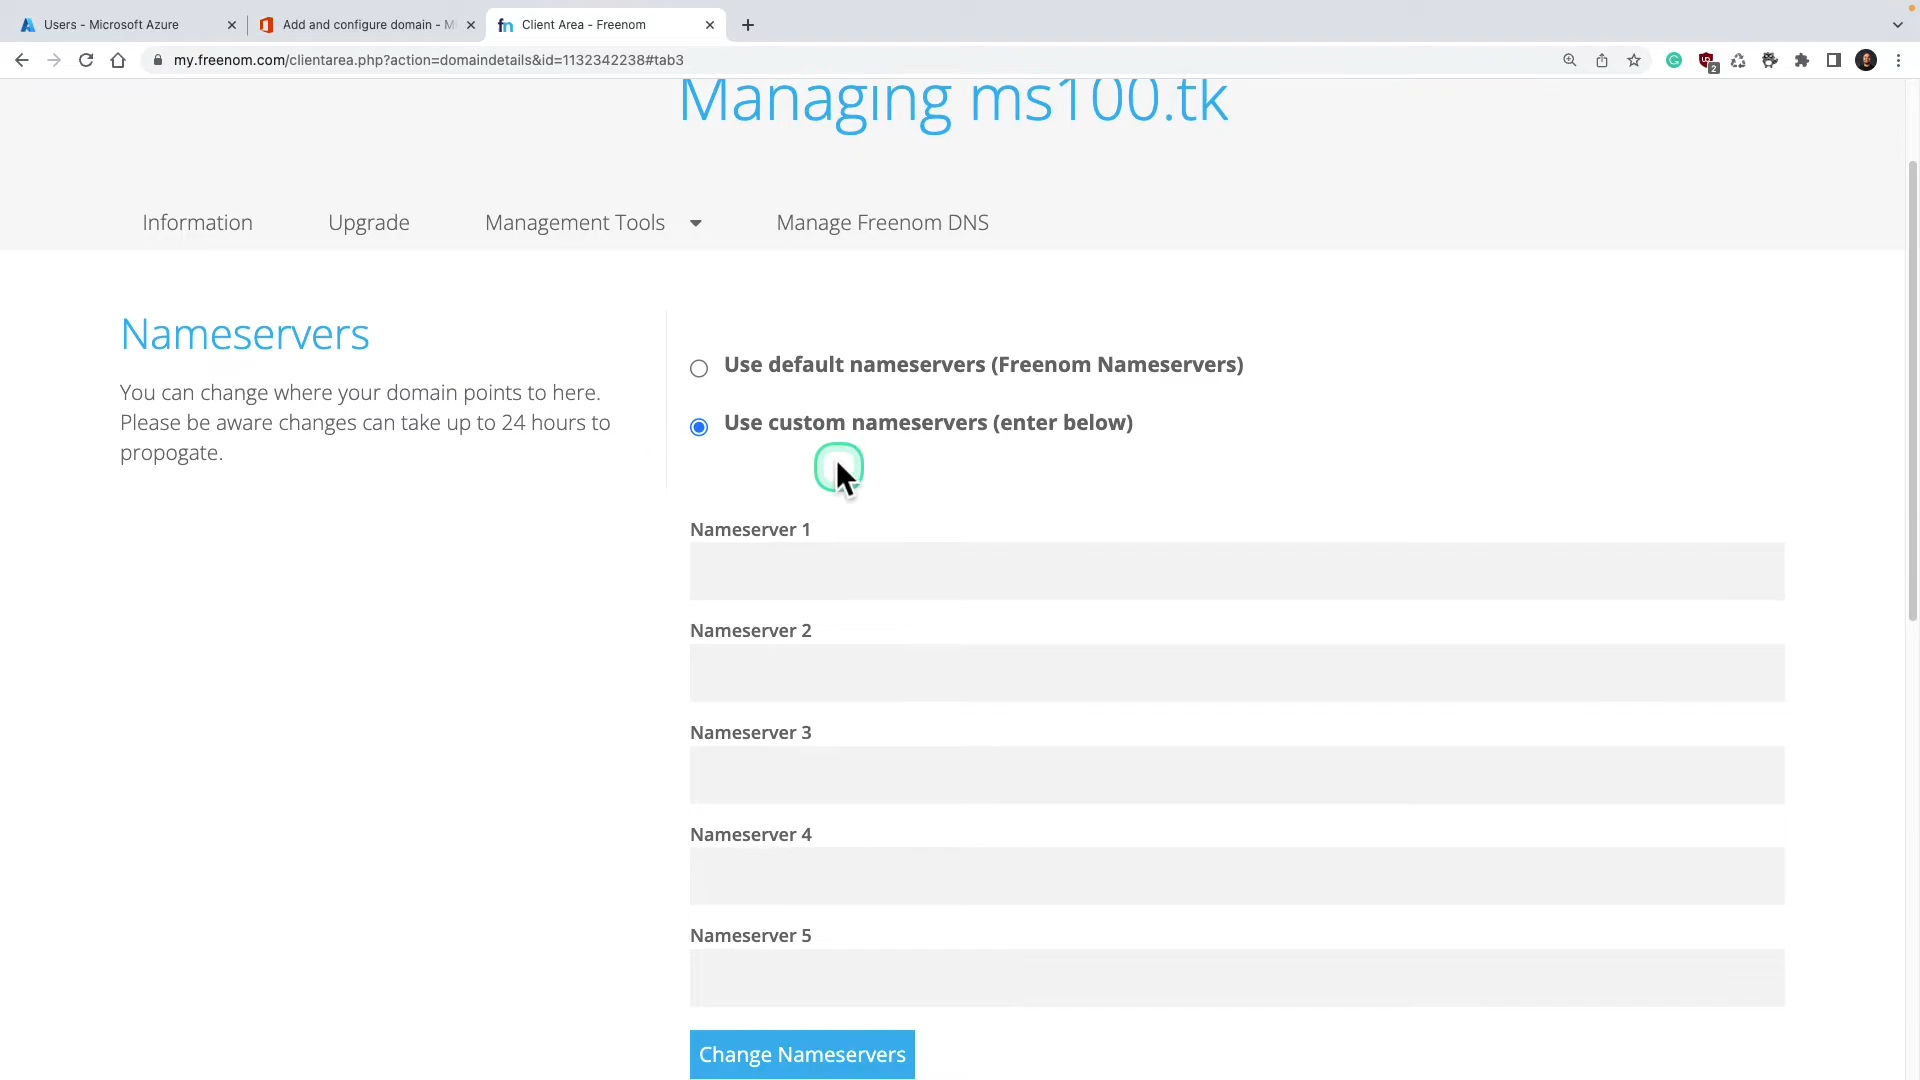 Users - Microsoft Azure
Add and configure domain - Mi
fn
Client Area - Freenom
my.freenom.com/clientarea.php?action=domaindetails&id=1132342238#tab3
2
Managing ms100.tk
Information
Upgrade
Management Tools
Manage Freenom DNS
Nameservers
You can change where your domain points to here.
Please be aware changes can take up to 24 hours to
propogate.
Use default nameservers (Freenom Nameservers)
Use custom nameservers (enter below)
Nameserver 1
Nameserver 2
Nameserver 3
Nameserver 4
Nameserver 5
Change Nameservers